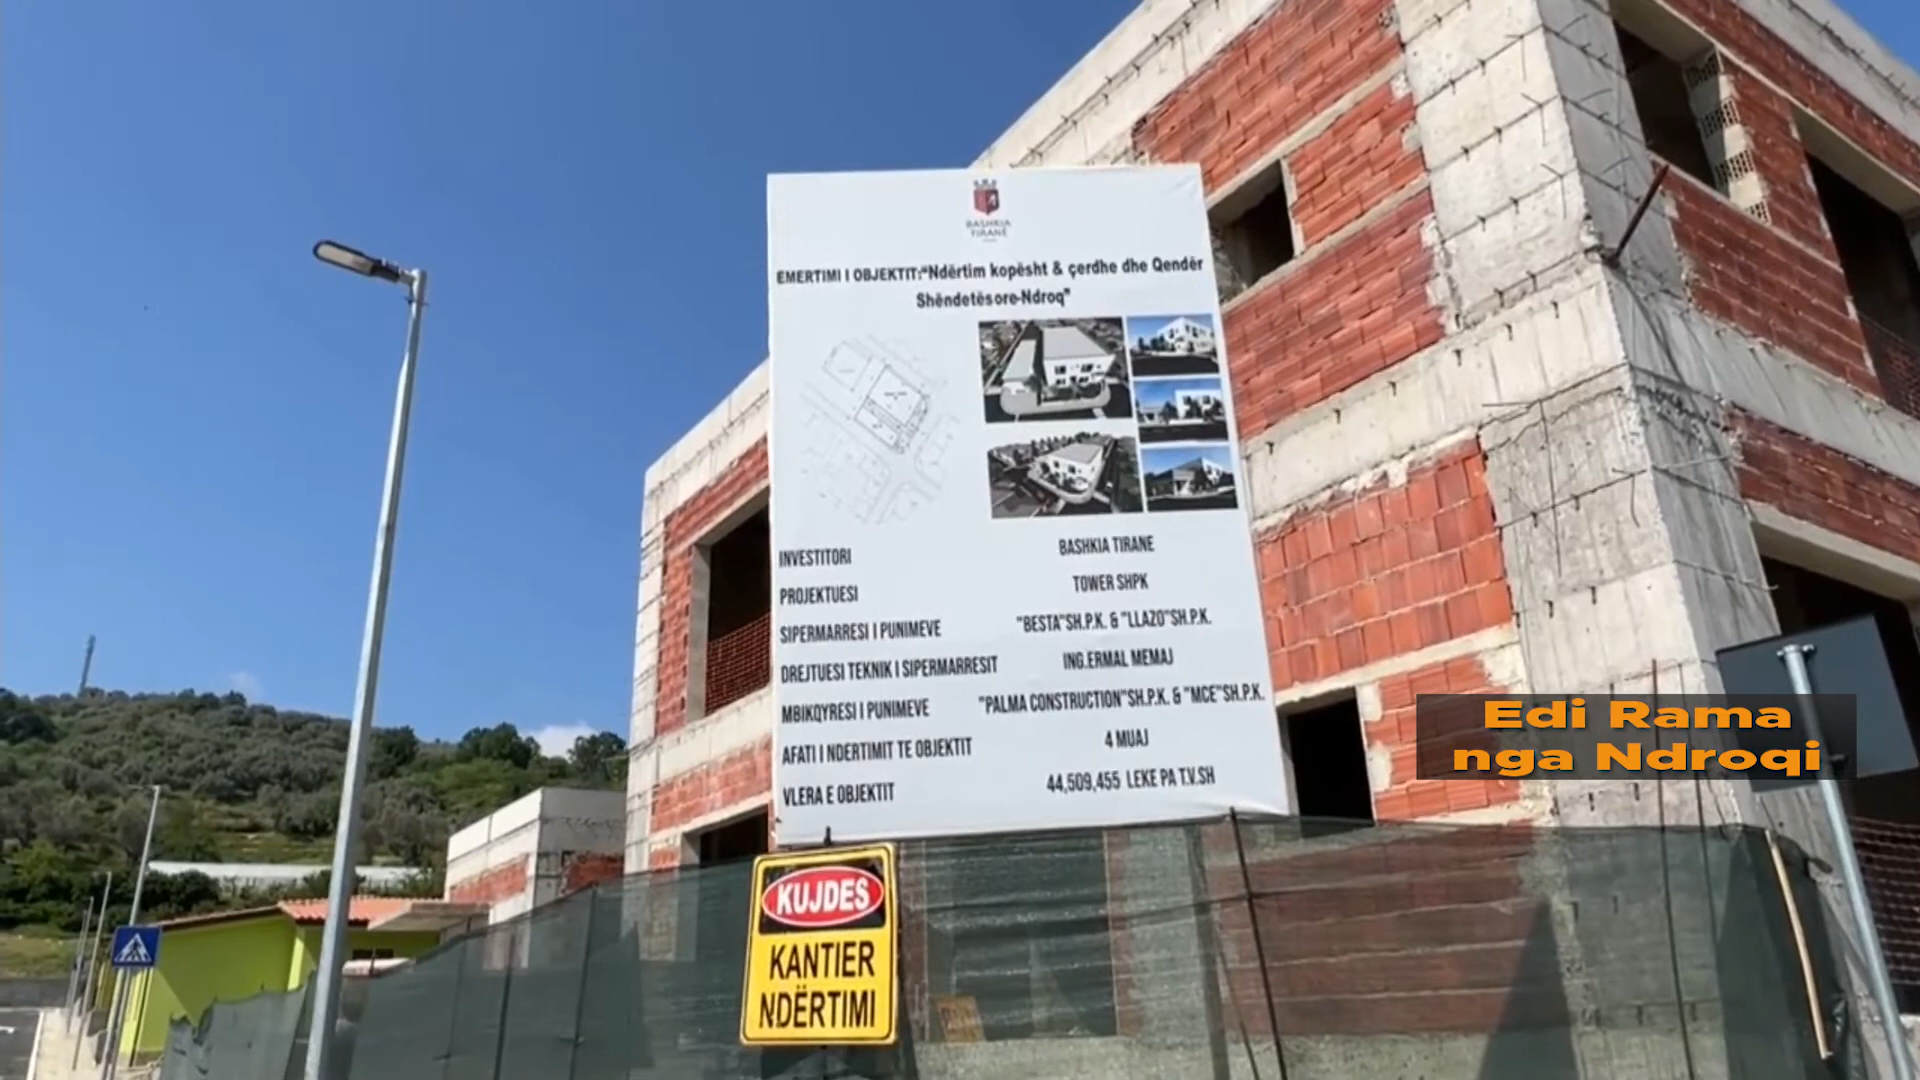 BASHKIA
TIRANË
EMERTIMI I OBJEKTIT:"Ndërtim kopësht & çerdhe dhe Qendër
Shëndetësore-Ndroq"
INVESTITORI BASHKIA TIRANE
PROJEKTUESI TOWER SHPK
SIPERMARRESI I PUNIMEVE "BESTA"SH.P.K. & "LLAZO"SH.P.K.
DREJTUESI TEKNIK I SIPERMARRESIT ING.ERMAL MEMAJ
MBIKQYRESI I PUNIMEVE "PALMA CONSTRUCTION"SH.P.K. & "MCE"SH.P.K.
AFATI I NDERTIMIT TE OBJEKTIT 4 MUAJ
VLERA E OBJEKTIT 44,509,455 LEKE PA T.V.SH
Edi Rama
nga Ndroqi
KUJDES
KANTIER
NDËRTIMI